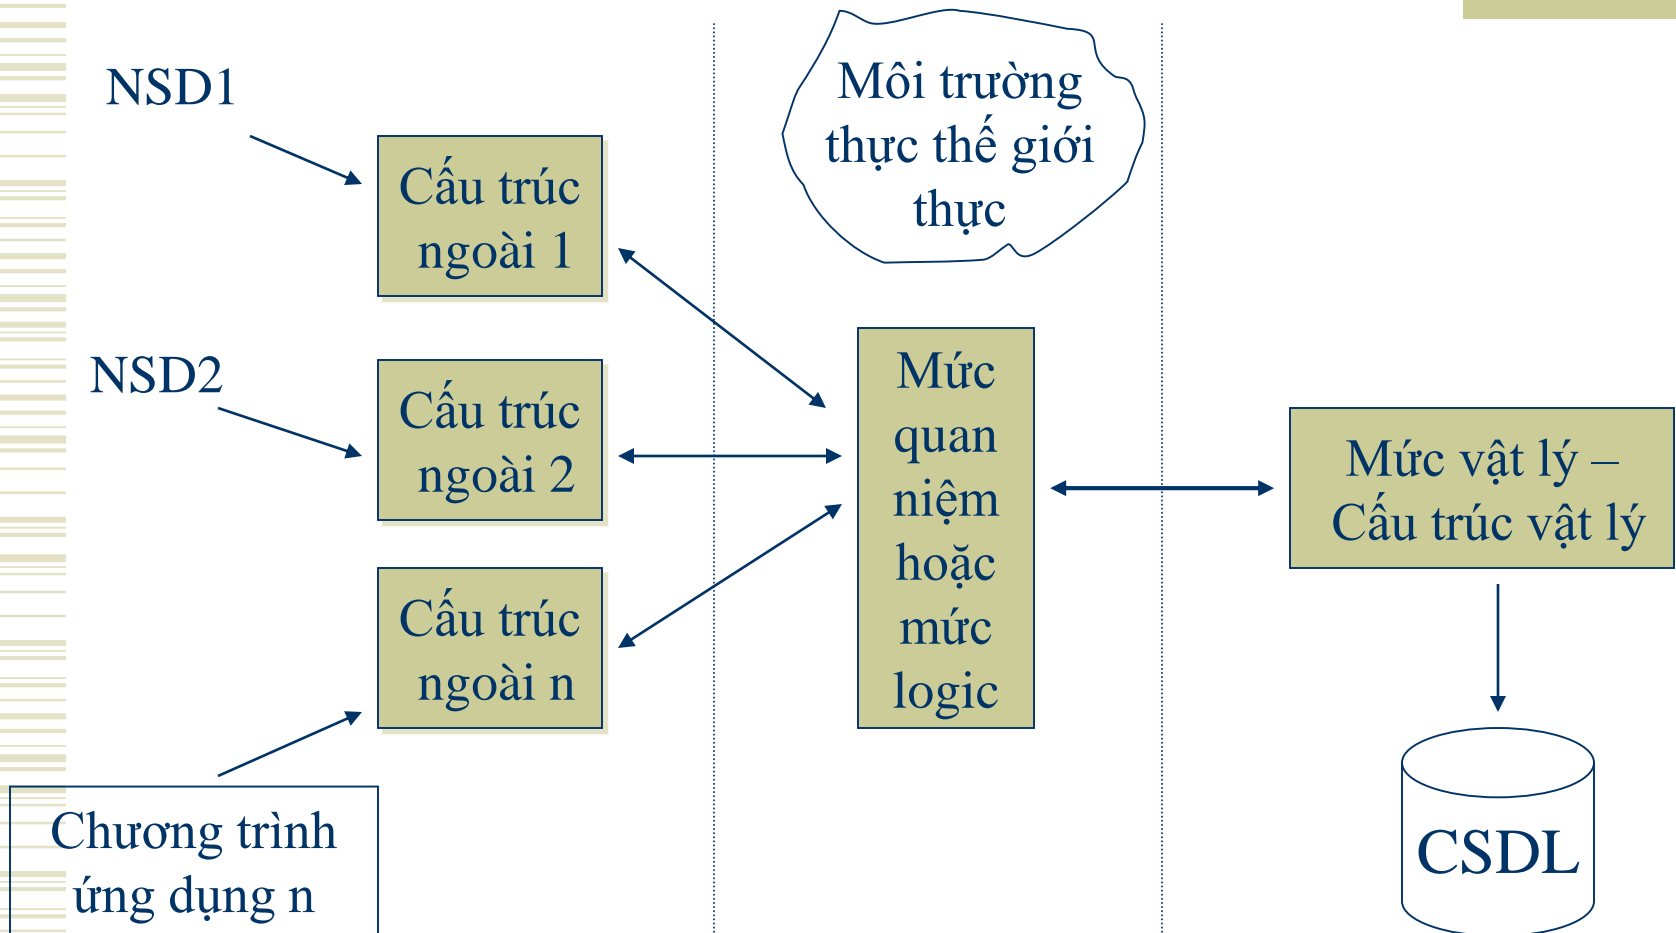 NSD1
Cấu trúc
ngoài 1
NSD2
Cấu trúc
ngoài 2
Cấu trúc
ngoài n
Chương trình
ứng dụng n
Môi trường
thực thế giới
thực
Mức
quan
niệm
hoặc
mức
logic
Mức vật lý –
Cấu trúc vật lý
CSDL